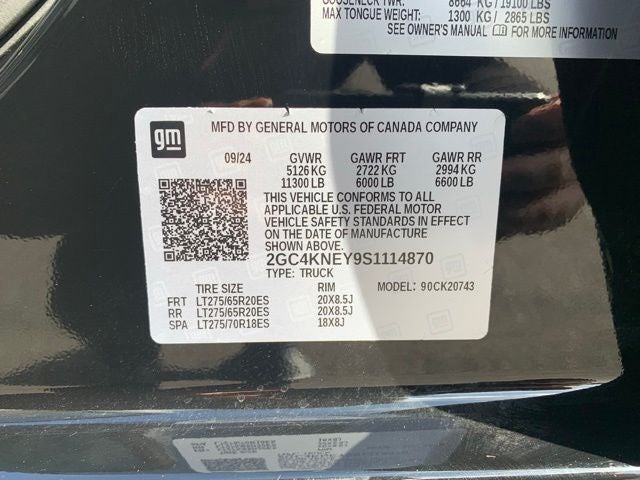 GOOSENECK TWR: 8664 KG / 19100 LBS
MAX TONGUE WEIGHT: 1300 KG / 2865 LBS
SEE OWNER'S MANUAL FOR MORE INFORMATION
gm
MFD BY GENERAL MOTORS OF CANADA COMPANY
09/24 GVWR GAWR FRT GAWR RR
5126 KG 2722 KG 2994 KG
11300 LB 6000 LB 6600 LB
THIS VEHICLE CONFORMS TO ALL
APPLICABLE U.S. FEDERAL MOTOR
VEHICLE SAFETY STANDARDS IN EFFECT
ON THE DATE OF MANUFACTURE
SHOWN ABOVE.
2GC4KNEY9S1114870
TYPE: TRUCK
TIRE SIZE RIM MODEL: 90CK20743
FRT LT275/65R20ES 20X8.5J
RR LT275/65R20ES 20X8.5J
SPA LT275/70R18ES 18X8J